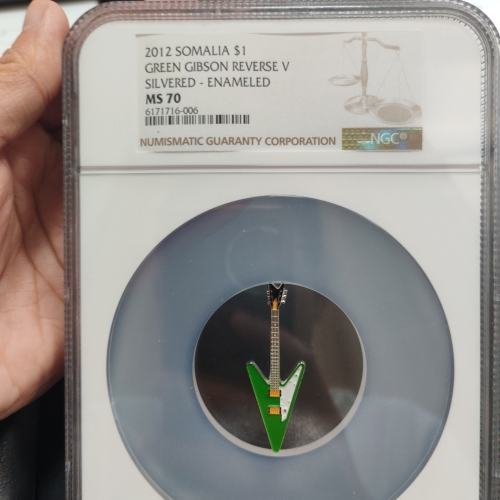 2012 SOMALIA $1
GREEN GIBSON REVERSE V
SILVERED - ENAMELED
MS 70
6171716-006
NUMISMATIC GUARANTY CORPORATION
NGC®